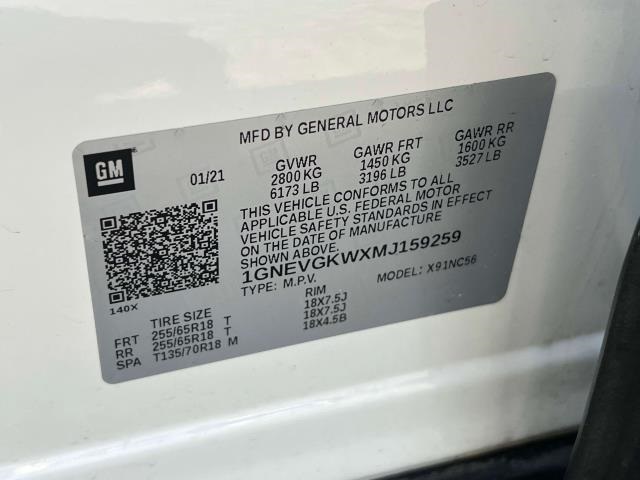 MFD BY GENERAL MOTORS LLC
GM
01/21
GVWR GAWR FRT GAWR RR
2800 KG 1450 KG 1600 KG
6173 LB 3196 LB 3527 LB
THIS VEHICLE CONFORMS TO ALL
APPLICABLE U.S. FEDERAL MOTOR
VEHICLE SAFETY STANDARDS IN EFFECT
ON THE DATE OF MANUFACTURE
SHOWN ABOVE.
1GNEVGKWXMJ159259
TYPE: M.P.V. MODEL: X91NC56
140X
TIRE SIZE RIM
FRT 255/65R18 T 18X7.5J
RR 255/65R18 T 18X7.5J
SPA T135/70R18 M 18X4.5B